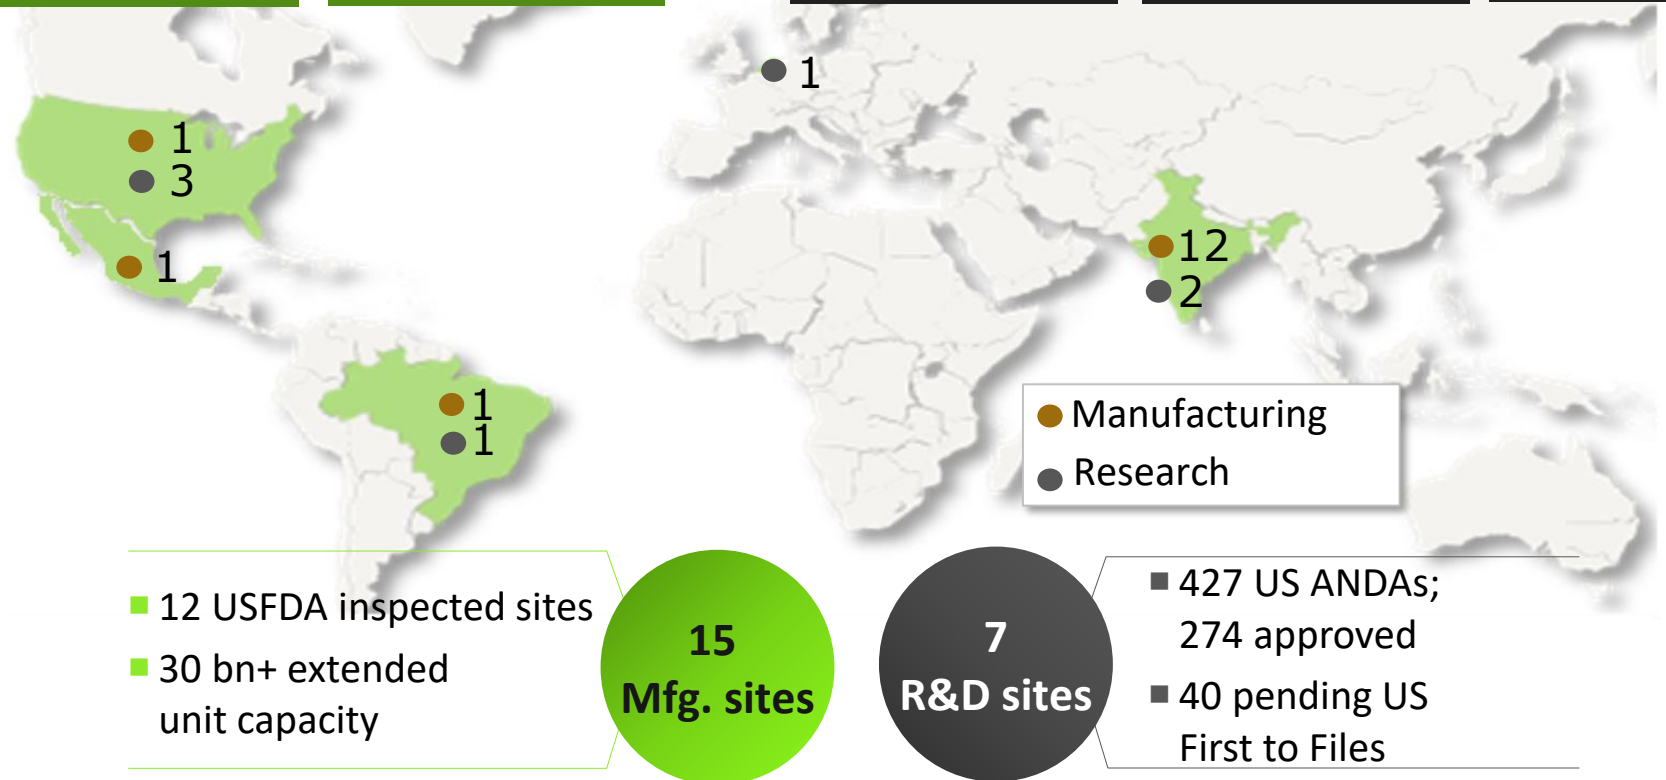 1
1
3
1
12
2
1
1
Manufacturing
Research
1
12 USFDA inspected sites
30 bn+ extended
unit capacity
15
Mfg. sites
7
R&D sites
427 US ANDAs;
274 approved
40 pending US
First to Files